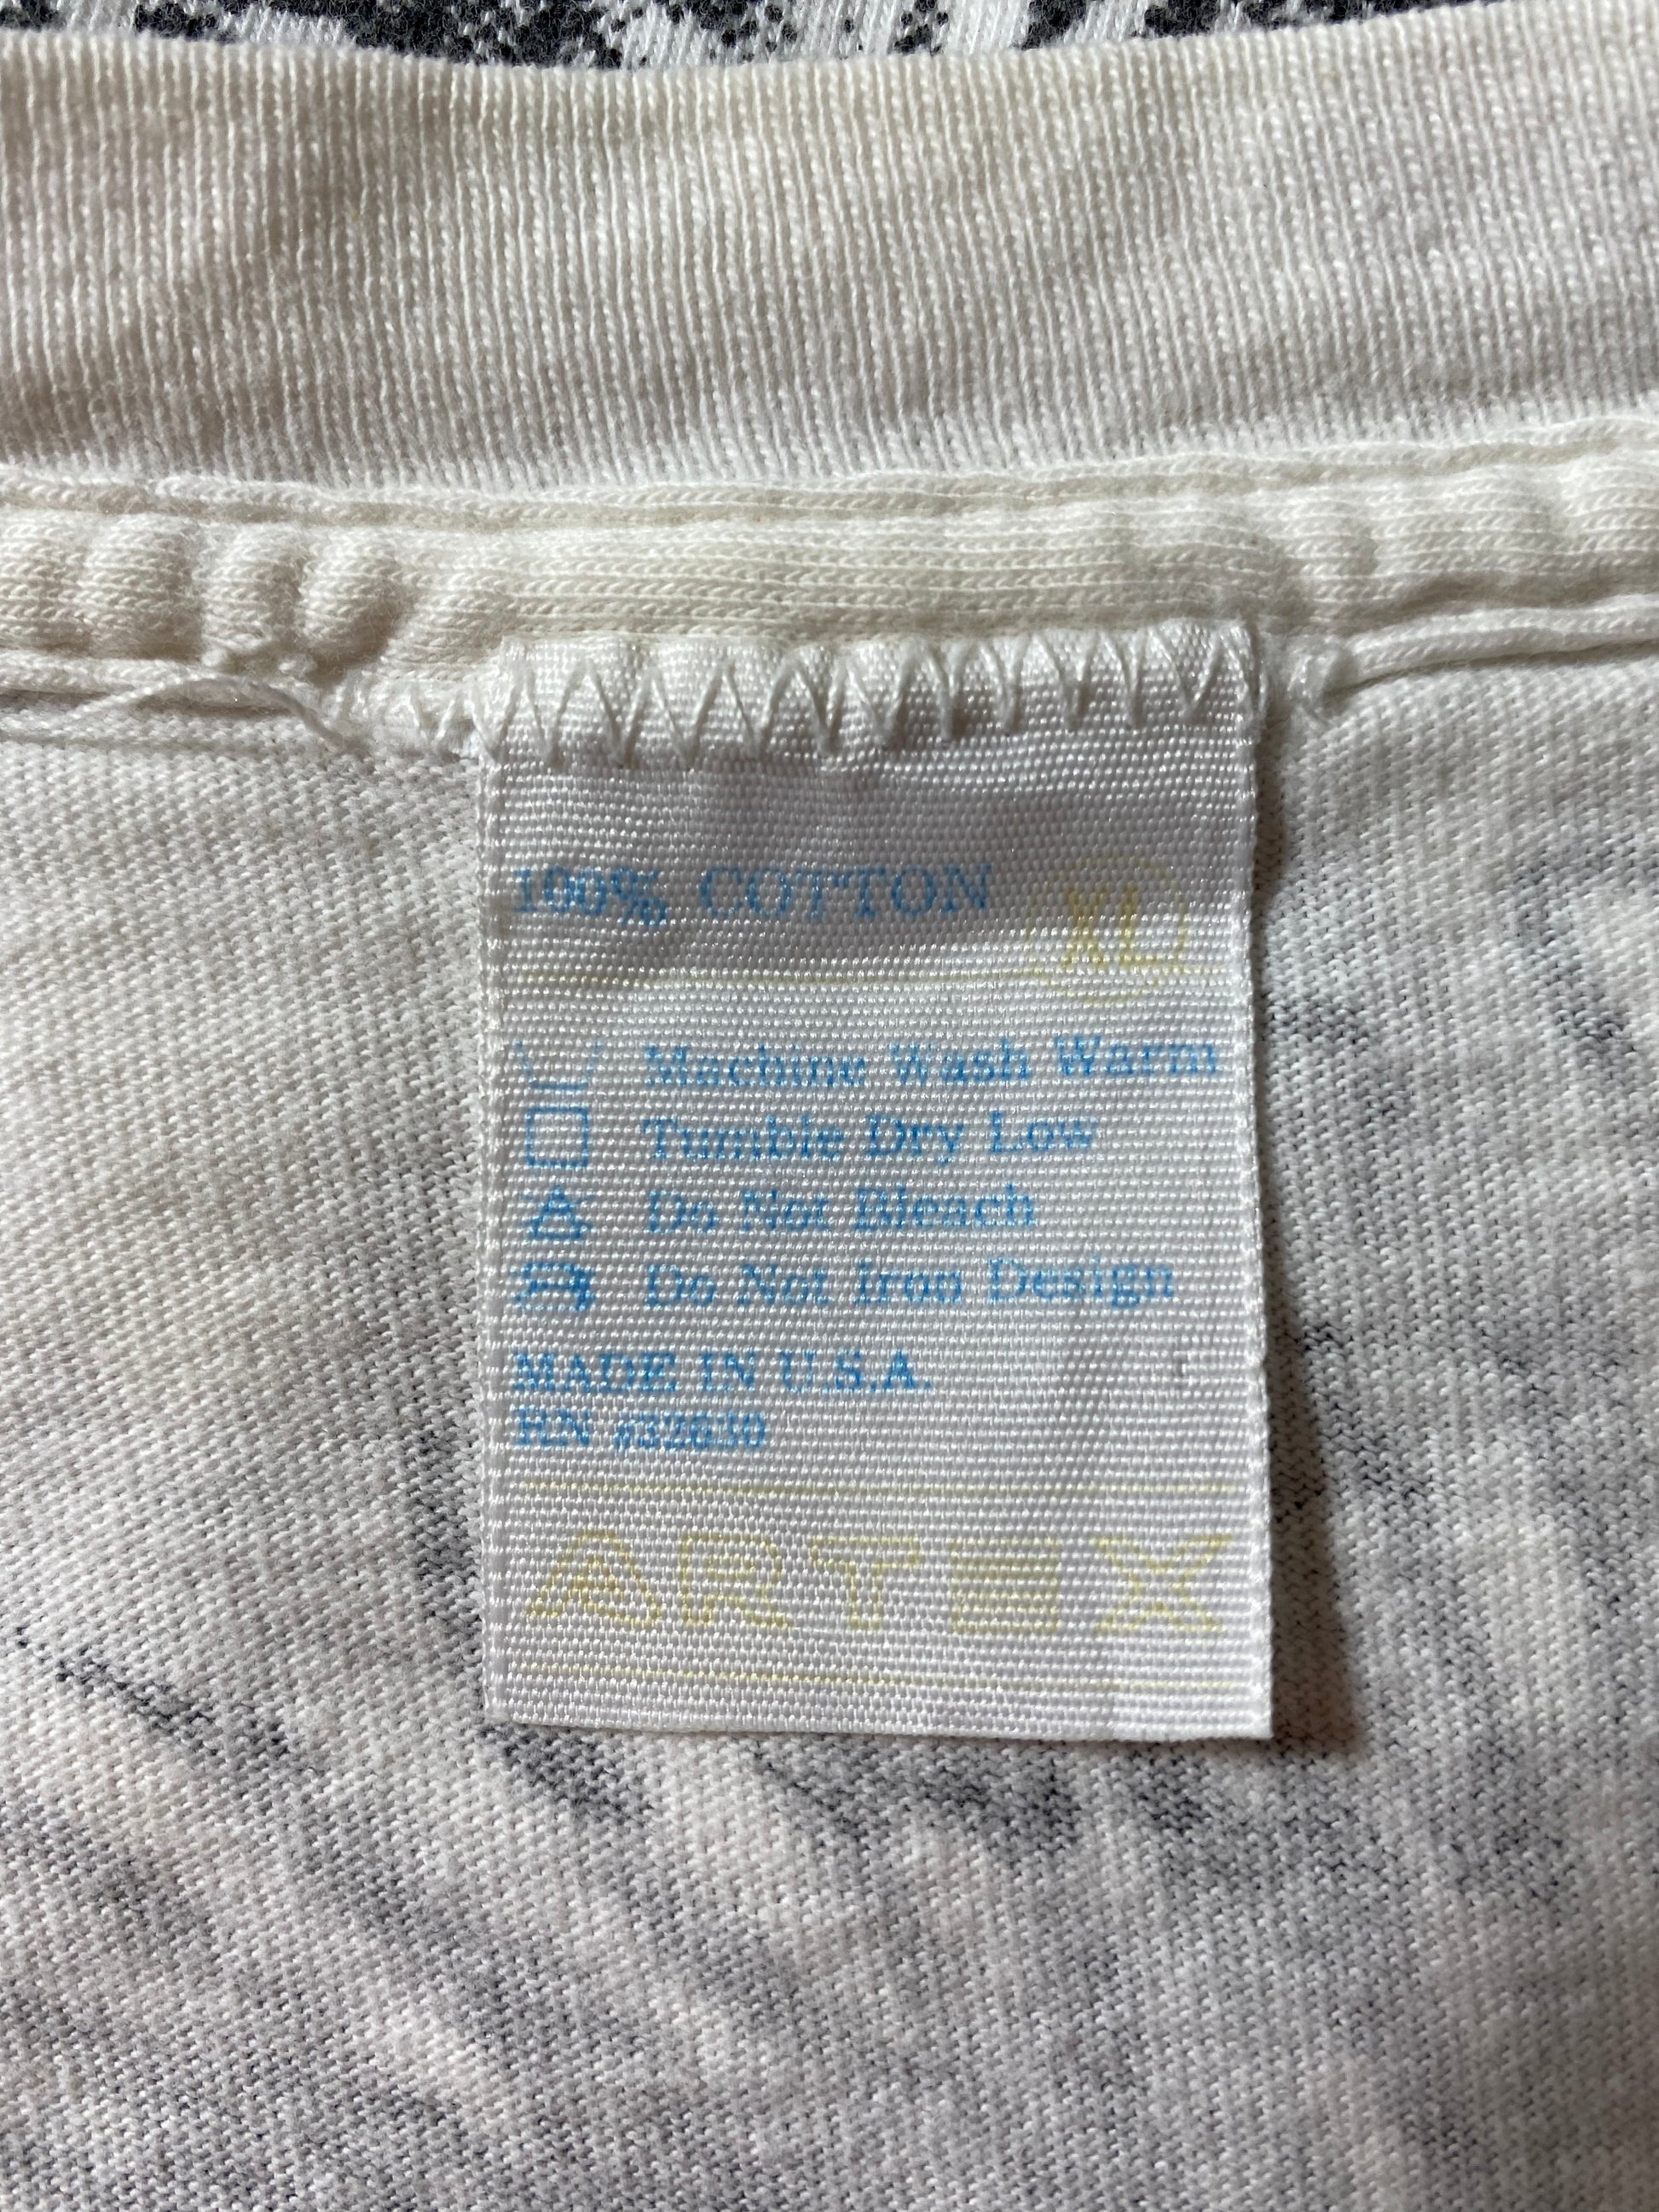 100% COTTON XL
Machine Wash Warm
Tumble Dry Low
Do Not Bleach
Do Not Iron Design
MADE IN U.S.A.
RN #32630
ARTEX